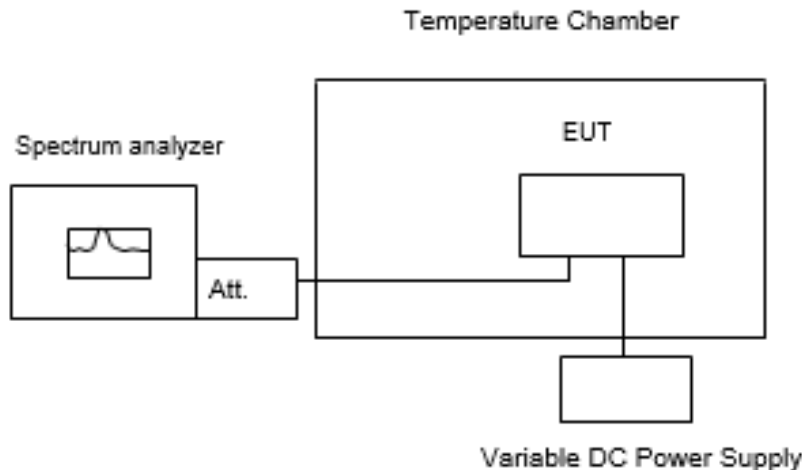 Temperature Chamber
Spectrum analyzer
EUT
Att.
Variable DC Power Supply